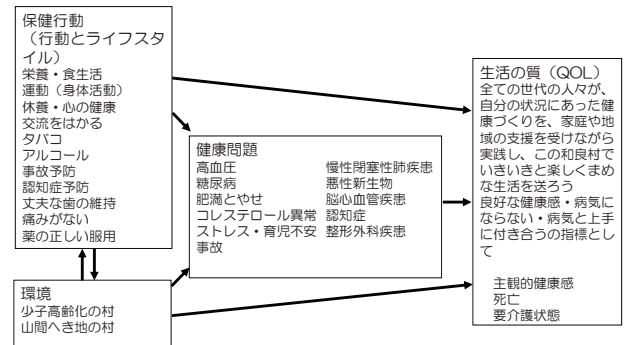 保健行動
（行動とライフスタ
イル）
栄養・食生活
運動（身体活動）
休養・心の健康
交流をはかる
タバコ
アルコール
事故予防
認知症予防
丈夫な歯の維持
痛みがない
薬の正しい服用
環境
少子高齢化の村
山間へき地の村
健康問題
高血圧 慢性閉塞性肺疾患
糖尿病 悪性新生物
肥満とやせ 脳心血管疾患
コレステロール異常 認知症
ストレス・育児不安 整形外科疾患
事故
生活の質（QOL）
全ての世代の人々が、
自分の状況にあった健
康づくりを、家庭や地
域の支援を受けながら
実践し、この和良村で
いきいきと楽しくまめ
な生活を送ろう
良好な健康感・病気に
ならない・病気と上手
に付き合うの指標とし
て
主観的健康感
死亡
要介護状態